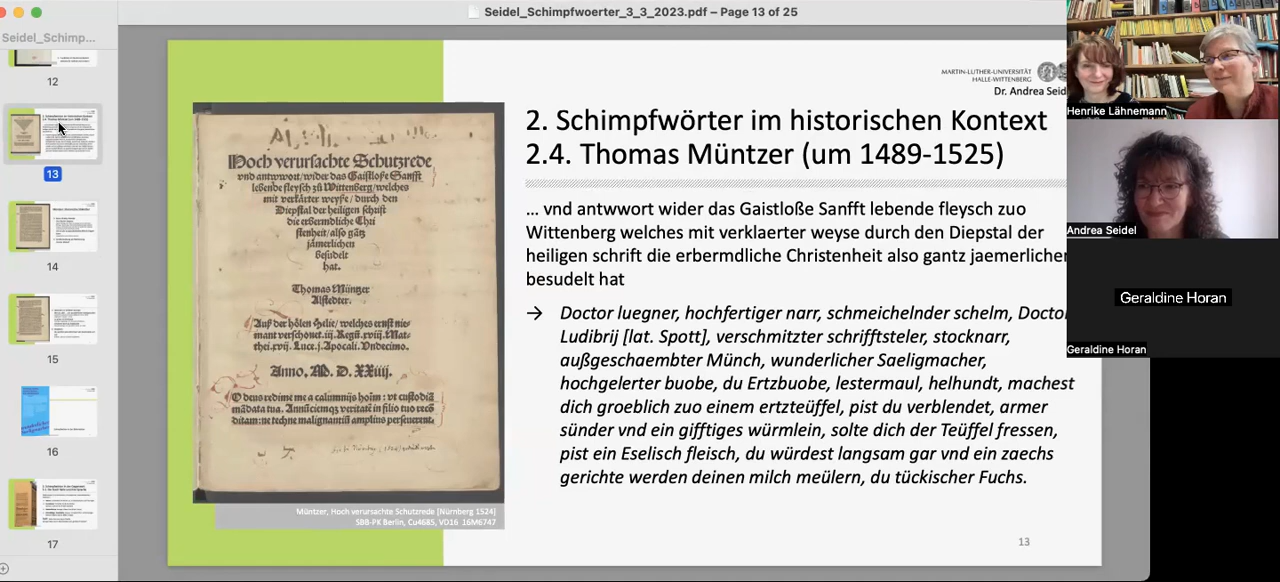 Seidel_Schimpfwoerter_3_3_2023.pdf – Page 13 of 25
Seidel_Schimp...
12
13
14
15
16
17
Hoch verursachte Schutzrede
vnd antwwort/wider das Gaistloße Sanfft
lebende fleysch zů Wittenberg/welches
mit verkärter weyße/durch den
Diepstal der heiligen schrift
die erbermdliche Chri
stenheit/also gätz
jämerlichen
besudelt
hat.
Thomas Müntzer
Alstedter.
Anno, M. D. XXiiij.
Müntzer, Hoch verursachte Schutzrede [Nürnberg 1524]
SBB-PK Berlin, Cu4685, VD16 16M6747
MARTIN-LUTHER-UNIVERSITÄT
HALLE-WITTENBERG
Dr. Andrea Seid
2. Schimpfwörter im historischen Kontext
2.4. Thomas Müntzer (um 1489-1525)
... vnd antwwort wider das Gaistloße Sanfft lebende fleysch zuo
Wittenberg welches mit verklaerter weyse durch den Diepstal der
heiligen schrift die erbermdliche Christenheit also gantz jaemerlichen
besudelt hat
→ Doctor luegner, hochfertiger narr, schmeichelnder schelm, Docto
Ludibrij [lat. Spott], verschmitzter schrifftsteler, stocknarr,
außgeschaembter Münch, wunderlicher Saeligmacher,
hochgelerter buobe, du Ertzbuobe, lestermaul, helhundt, machest
dich groeblich zuo einem ertzteüffel, pist du verblendet, armer
sünder vnd ein gifftiges würmlein, solte dich der Teüffel fressen,
pist ein Eselisch fleisch, du würdest langsam gar vnd ein zaechs
gerichte werden deinen milch meülern, du tückischer Fuchs.
13
Henrike Lähnemann
Andrea Seidel
Geraldine Horan
Geraldine Horan